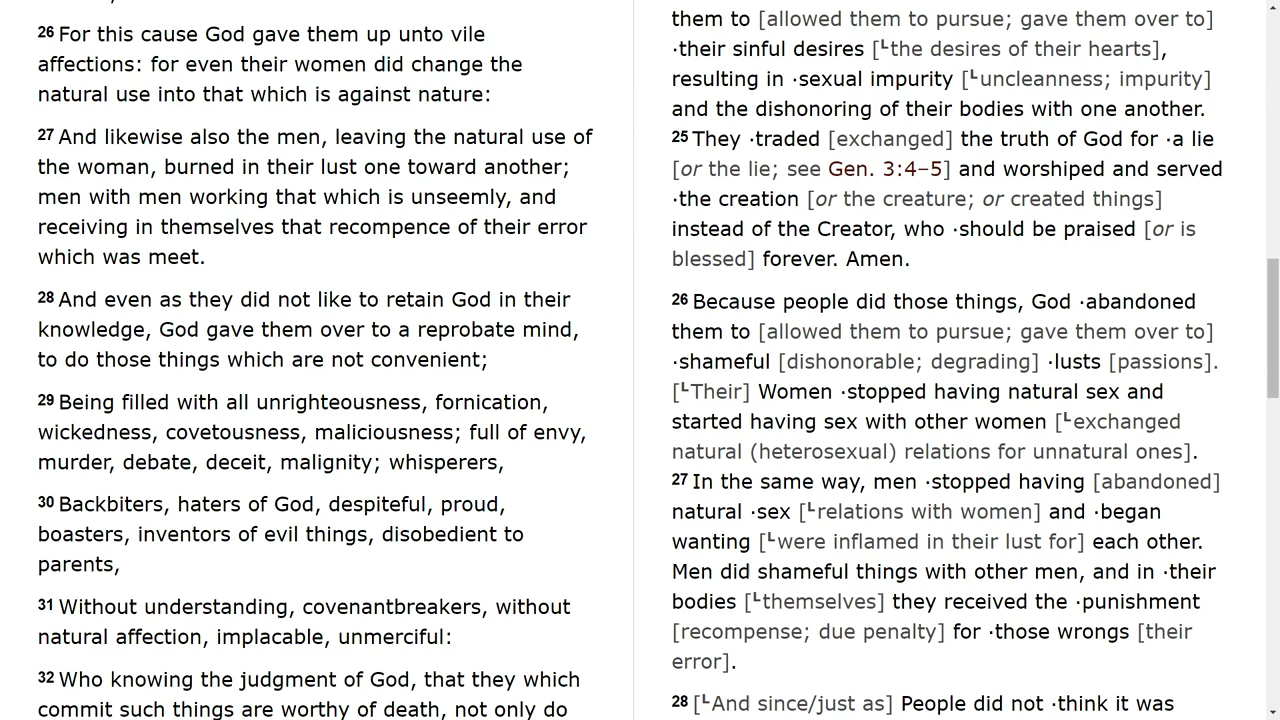 26 For this cause God gave them up unto vile
affections: for even their women did change the
natural use into that which is against nature:
27 And likewise also the men, leaving the natural use of
the woman, burned in their lust one toward another;
men with men working that which is unseemly, and
receiving in themselves that recompence of their error
which was meet.
28 And even as they did not like to retain God in their
knowledge, God gave them over to a reprobate mind,
to do those things which are not convenient;
29 Being filled with all unrighteousness, fornication,
wickedness, covetousness, maliciousness; full of envy,
murder, debate, deceit, malignity; whisperers,
30 Backbiters, haters of God, despiteful, proud,
boasters, inventors of evil things, disobedient to
parents,
31 Without understanding, covenantbreakers, without
natural affection, implacable, unmerciful:
32 Who knowing the judgment of God, that they which
commit such things are worthy of death, not only do
them to [allowed them to pursue; gave them over to]
·their sinful desires [ᴸthe desires of their hearts],
resulting in ·sexual impurity [ᴸuncleanness; impurity]
and the dishonoring of their bodies with one another.
25 They ·traded [exchanged] the truth of God for ·a lie
[or the lie; see Gen. 3:4–5] and worshiped and served
·the creation [or the creature; or created things]
instead of the Creator, who ·should be praised [or is
blessed] forever. Amen.
26 Because people did those things, God ·abandoned
them to [allowed them to pursue; gave them over to]
·shameful [dishonorable; degrading] ·lusts [passions].
[ᴸTheir] Women ·stopped having natural sex and
started having sex with other women [ᴸexchanged
natural (heterosexual) relations for unnatural ones].
27 In the same way, men ·stopped having [abandoned]
natural ·sex [ᴸrelations with women] and ·began
wanting [ᴸwere inflamed in their lust for] each other.
Men did shameful things with other men, and in ·their
bodies [ᴸthemselves] they received the ·punishment
[recompense; due penalty] for ·those wrongs [their
error].
28 [ᴸAnd since/just as] People did not ·think it was